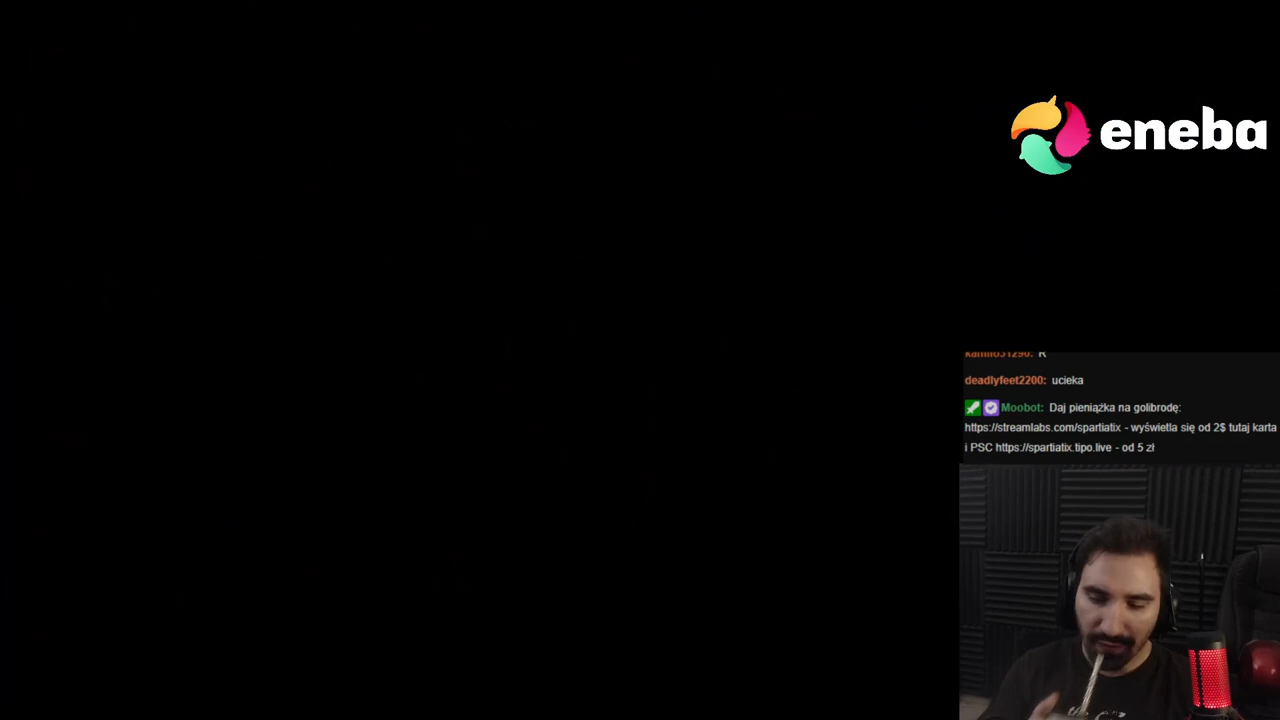 eneba
kamilo31290: R
deadlyfeet2200: ucieka
Moobot: Daj pieniążka na golibrodę:
https://streamlabs.com/spartiatix - wyświetla się od 2$ tutaj karta
i PSC https://spartiatix.tipo.live - od 5 zł